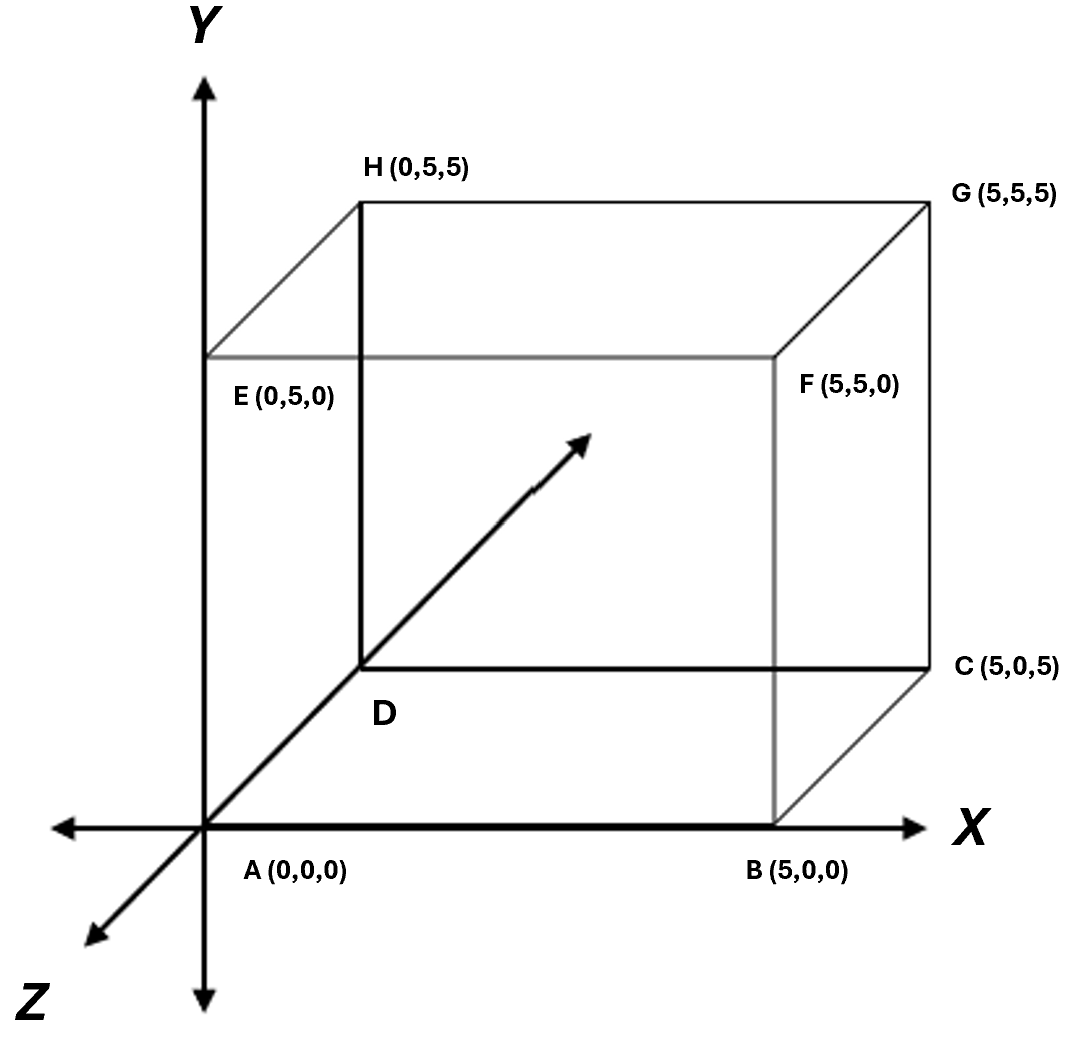 Y
H (0,5,5)
G (5,5,5)
E (0,5,0)
F (5,5,0)
C (5,0,5)
D
X
A (0,0,0)
B (5,0,0)
Z